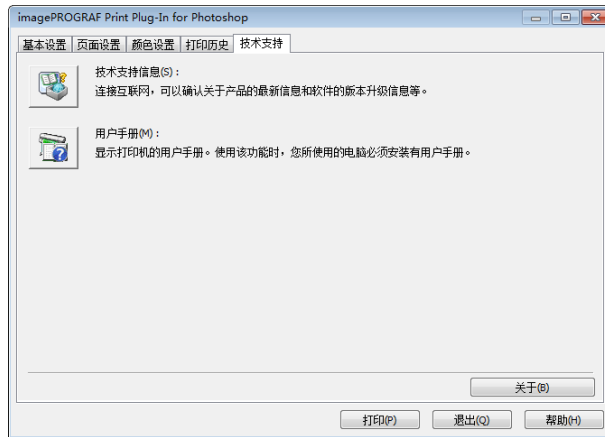 imagePROGRAF Print Plug-In for Photoshop
基本设置 页面设置 颜色设置 打印历史 技术支持
技术支持信息(S)：
连接互联网，可以确认关于产品的最新信息和软件的版本升级信息等。
用户手册(M)：
显示打印机的用户手册。使用该功能时，您所使用的电脑必须安装有用户手册。
关于(B)
打印(P) 退出(Q) 帮助(H)